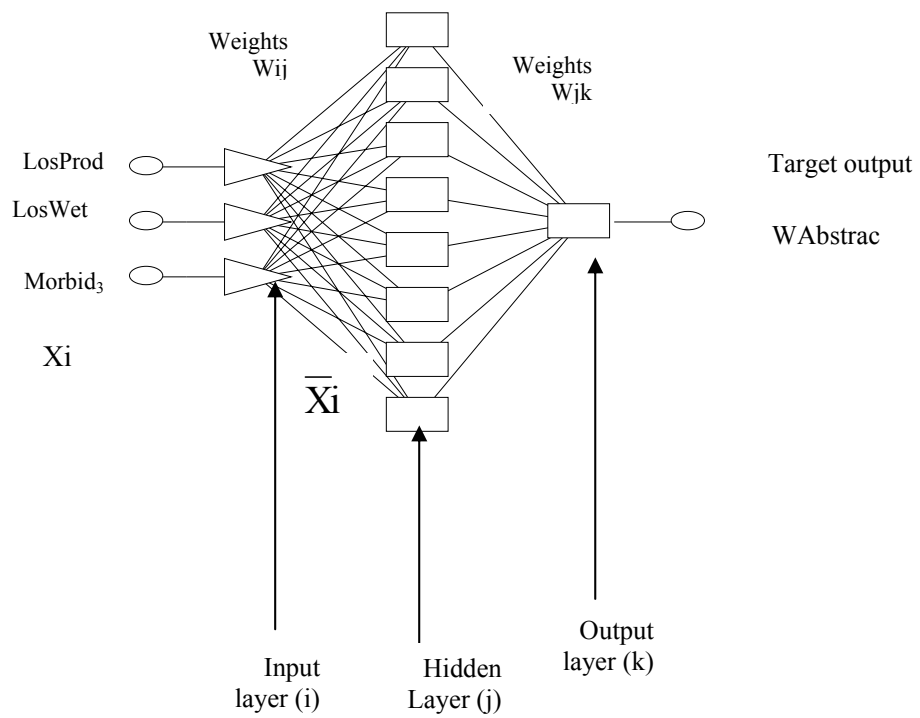 Weights
Wij
Weights
Wjk
LosProd
LosWet
Morbid₃
Xi
X̅i
Target output
WAbstrac
Output
layer (k)
Input
layer (i)
Hidden
Layer (j)